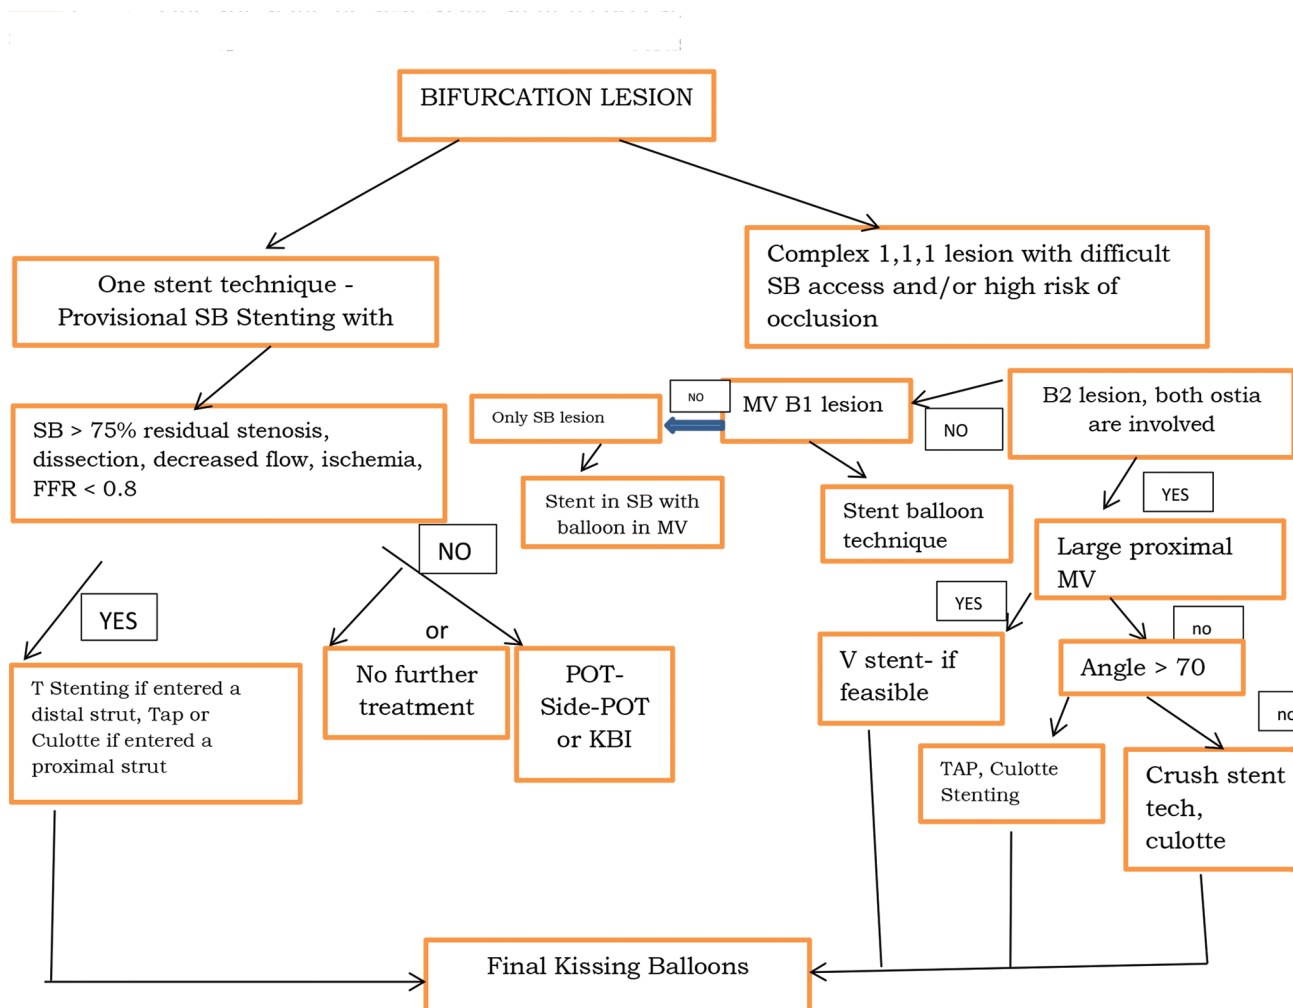 BIFURCATION LESION
One stent technique -
Provisional SB Stenting with
Complex 1,1,1 lesion with difficult
SB access and/or high risk of
occlusion
SB > 75% residual stenosis,
dissection, decreased flow, ischemia,
FFR < 0.8
Only SB lesion
NO
MV B1 lesion
NO
B2 lesion, both ostia
are involved
Stent in SB with
balloon in MV
Stent balloon
technique
YES
Large proximal
MV
NO
YES
or
YES
no
T Stenting if entered a
distal strut, Tap or
Culotte if entered a
proximal strut
No further
treatment
POT-
Side-POT
or KBI
V stent- if
feasible
Angle > 70
no
TAP, Culotte
Stenting
Crush stent
tech,
culotte
Final Kissing Balloons